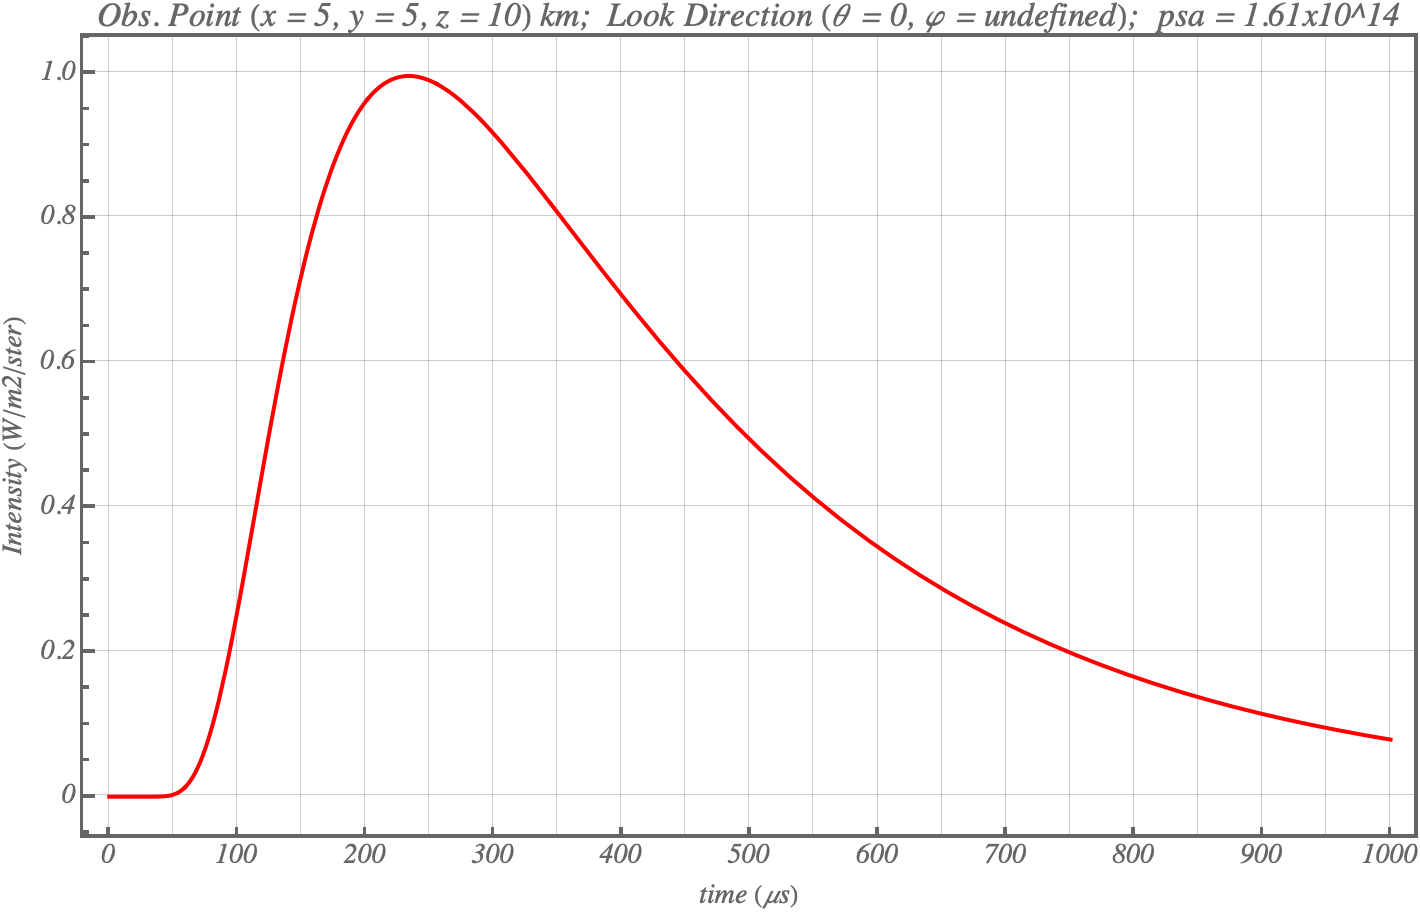 Obs. Point (x = 5, y = 5, z = 10) km; Look Direction (θ = 0, φ = undefined); psa = 1.61x10^14
1.0
0.8
0.6
0.4
0.2
0
Intensity (W/m2/ster)
0 100 200 300 400 500 600 700 800 900 1000
time (μs)